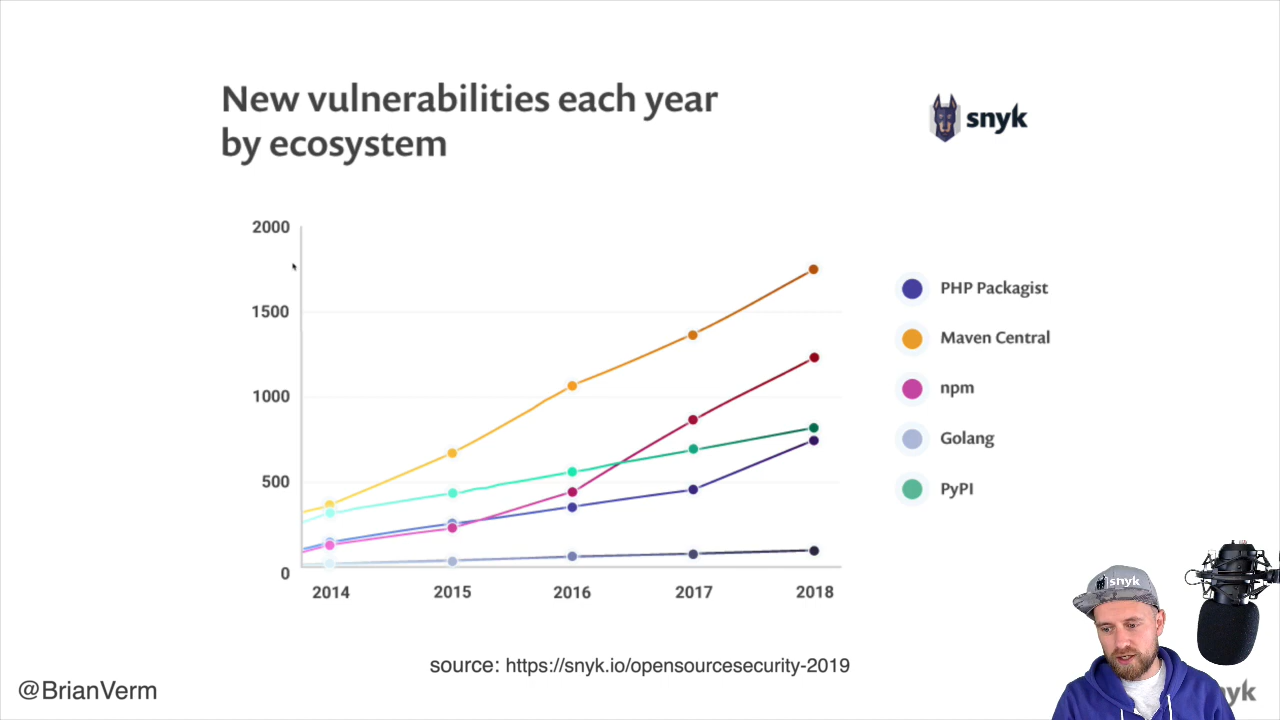 New vulnerabilities each year
by ecosystem
snyk
2000
1500
1000
500
0
2014 2015 2016 2017 2018
PHP Packagist
Maven Central
npm
Golang
PyPI
source: https://snyk.io/opensourcesecurity-2019
@BrianVerm
snyk
yk